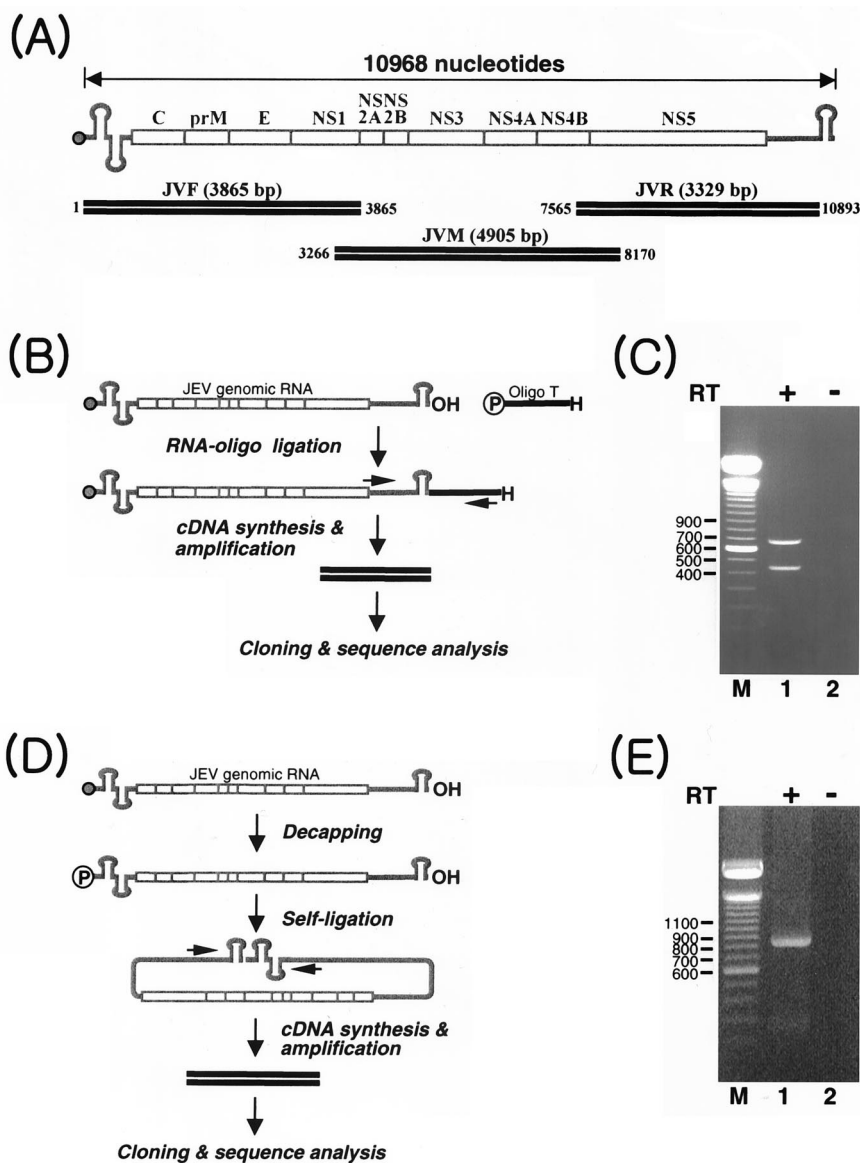 (A)
10968 nucleotides
C prM E NS1 NS 2A NS 2B NS3 NS4A NS4B NS5
JVF (3865 bp)
1 3865
JVR (3329 bp)
7565 10893
JVM (4905 bp)
3266 8170
(B)
JEV genomic RNA
OH
P Oligo T H
RNA-oligo ligation
H
cDNA synthesis &
amplification
Cloning & sequence analysis
(C)
RT + -
900
700
600
500
400
M 1 2
(D)
JEV genomic RNA
OH
Decapping
P OH
Self-ligation
cDNA synthesis &
amplification
Cloning & sequence analysis
(E)
RT + -
1100
900
800
700
600
M 1 2